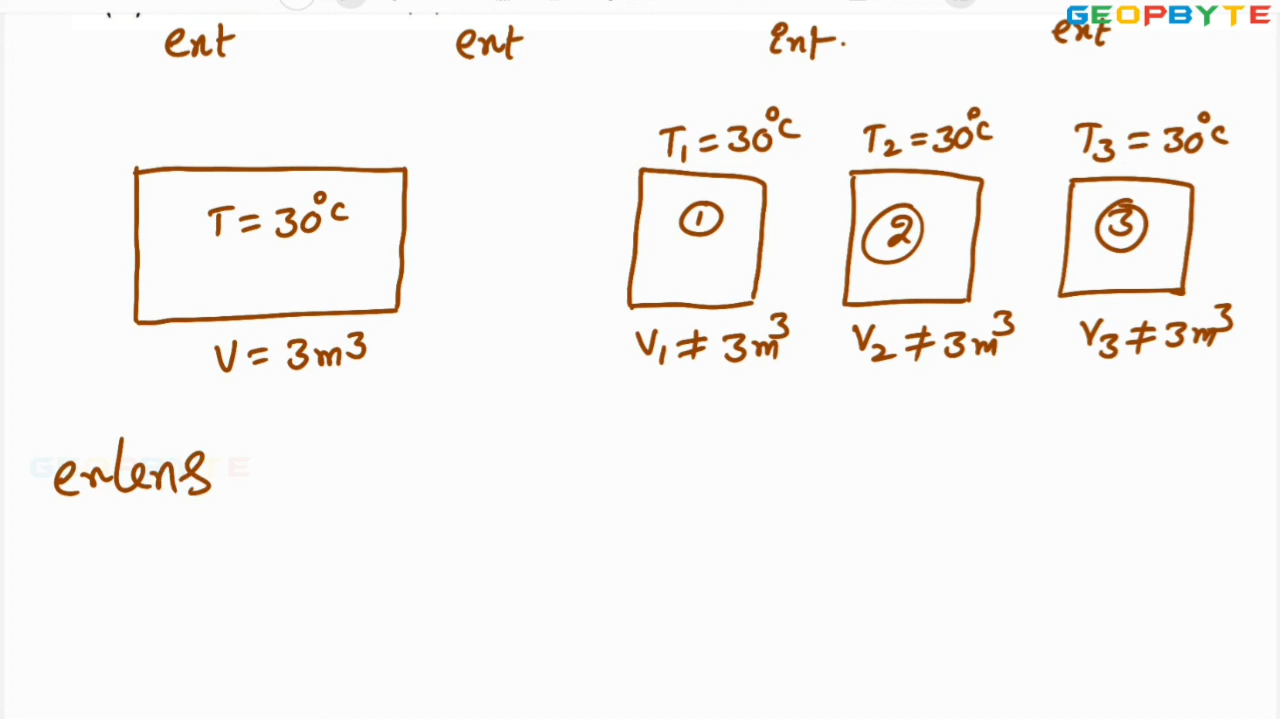 GEOPBYTE
ext ext Int. ext
T₁ = 30°C T₂ = 30°C T₃ = 30°C
① ② ③
T = 30°C
V₁ ≠ 3m³ V₂ ≠ 3m³ V₃ ≠ 3m³
V = 3m³
extens